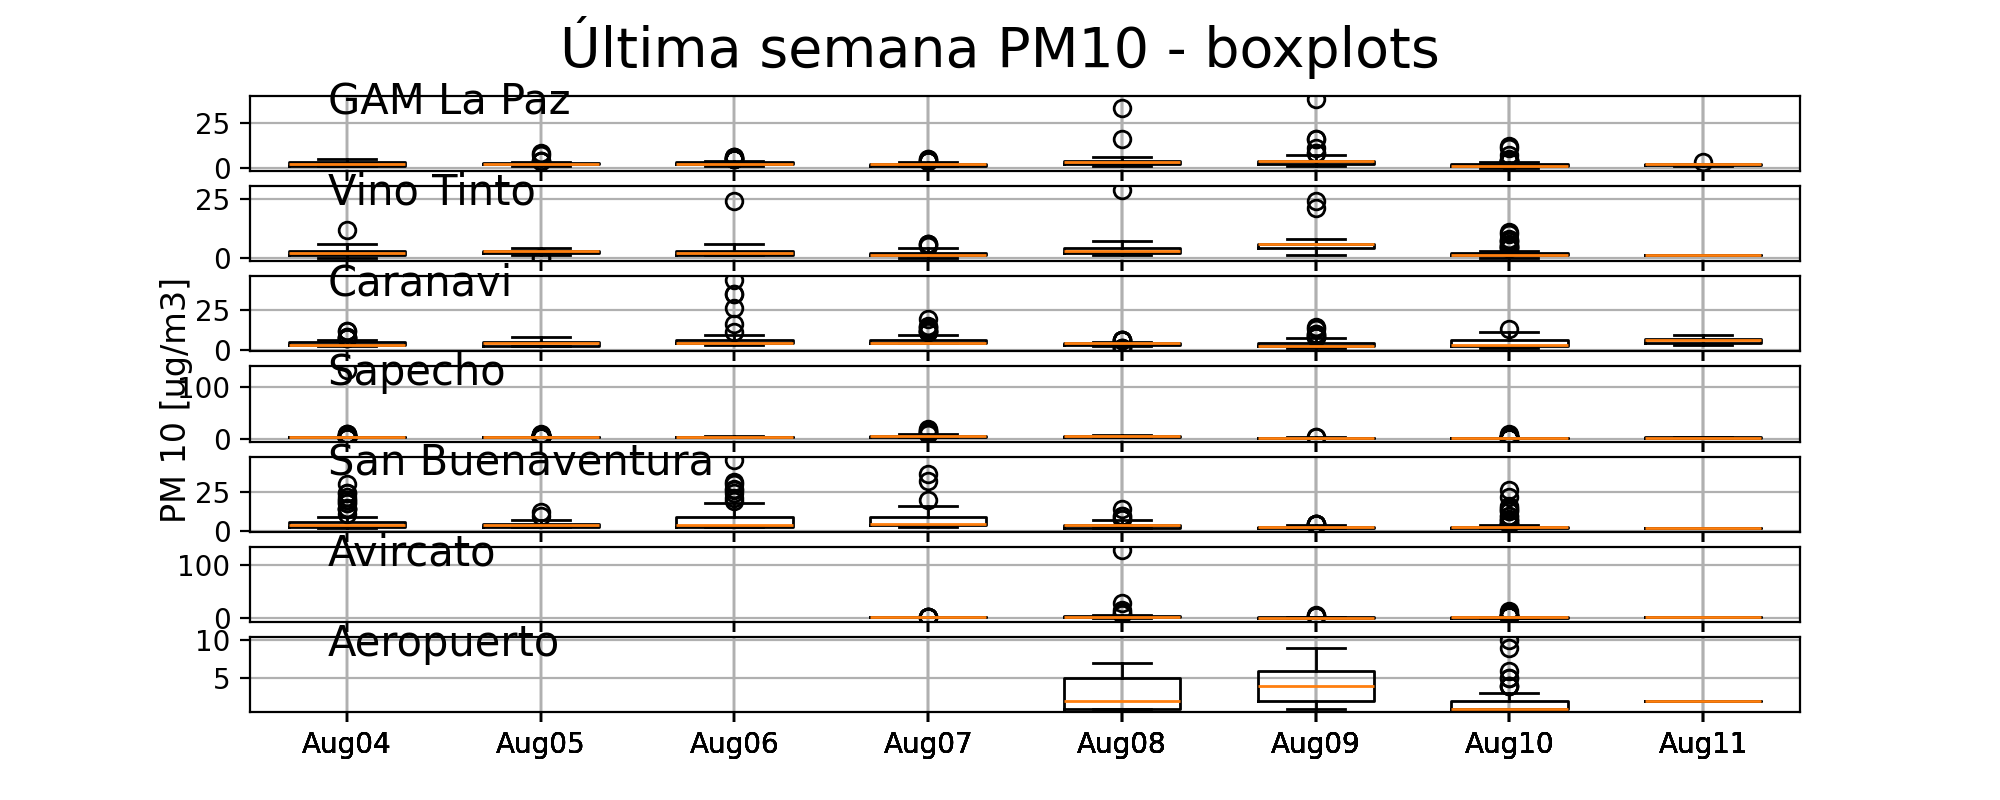 Última semana PM10 - boxplots
GAM La Paz
25
0
Vino Tinto
25
0
Caranavi
25
0
PM 10 [µg/m3]
Sapecho
100
0
San Buenaventura
25
0
Avircato
100
0
Aeropuerto
10
5
Aug04 Aug05 Aug06 Aug07 Aug08 Aug09 Aug10 Aug11